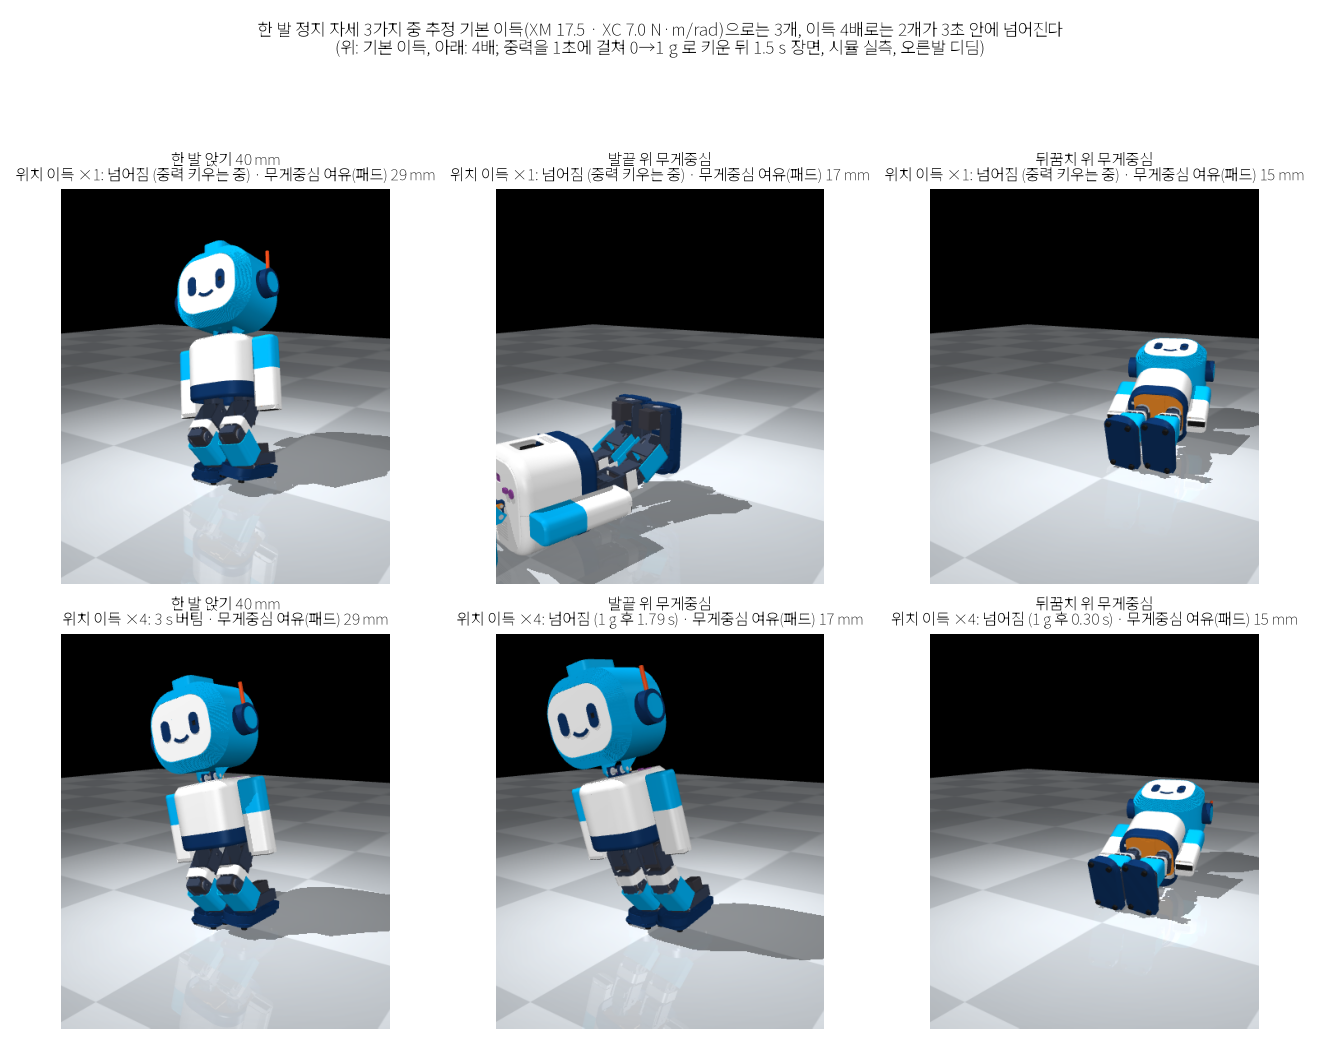 한 발 정지 자세 3가지 중 추정 기본 이득(XM 17.5 · XC 7.0 N·m/rad)으로는 3개, 이득 4배로는 2개가 3초 안에 넘어진다
(위: 기본 이득, 아래: 4배; 중력을 1초에 걸쳐 0→1 g 로 키운 뒤 1.5 s 장면, 시뮬 실측, 오른발 디딤)
한 발 앉기 40 mm
위치 이득 ×1: 넘어짐 (중력 키우는 중) · 무게중심 여유(패드) 29 mm
발끝 위 무게중심
위치 이득 ×1: 넘어짐 (중력 키우는 중) · 무게중심 여유(패드) 17 mm
뒤꿈치 위 무게중심
위치 이득 ×1: 넘어짐 (중력 키우는 중) · 무게중심 여유(패드) 15 mm
한 발 앉기 40 mm
위치 이득 ×4: 3 s 버팀 · 무게중심 여유(패드) 29 mm
발끝 위 무게중심
위치 이득 ×4: 넘어짐 (1 g 후 1.79 s) · 무게중심 여유(패드) 17 mm
뒤꿈치 위 무게중심
위치 이득 ×4: 넘어짐 (1 g 후 0.30 s) · 무게중심 여유(패드) 15 mm